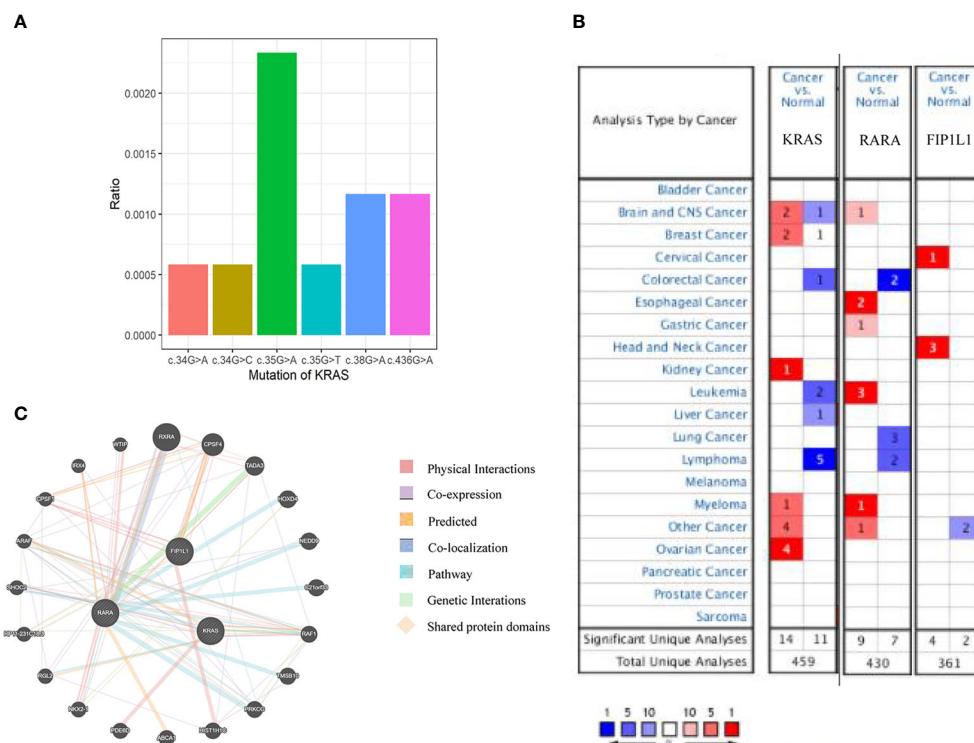 A
0.0020
0.0015
0.0010
0.0005
0.0000
Ratio
c.34G>A c.34G>C c.35G>A c.35G>T c.38G>A c.436G>A
Mutation of KRAS
B
Analysis Type by Cancer
Cancer vs. Normal
KRAS
Cancer vs. Normal
RARA
Cancer vs. Normal
FIP1L1
Bladder Cancer
Brain and CNS Cancer 2 1 1
Breast Cancer 2 1
Cervical Cancer 1
Colorectal Cancer 1 2
Esophageal Cancer 2
Gastric Cancer 1
Head and Neck Cancer 3
Kidney Cancer 1
Leukemia 2 3
Liver Cancer 1
Lung Cancer 3
Lymphoma 5 2
Melanoma
Myeloma 1 1
Other Cancer 4 1 2
Ovarian Cancer 4
Pancreatic Cancer
Prostate Cancer
Sarcoma
Significant Unique Analyses 14 11 9 7 4 2
Total Unique Analyses 459 430 361
1 5 10 10 5 1
%
C
RXRA
CPSF4
TADA3
HOXD4
NEDD9
RAF1
TMSB10
PRKCG
HIST1H1C
ABCA1
PDE6D
NKX2-1
RGL2
SHOC2
ARAF
CPSF1
IRX4
WTIP
FIP1L1
RARA
KRAS
Physical Interactions
Co-expression
Predicted
Co-localization
Pathway
Genetic Interations
Shared protein domains